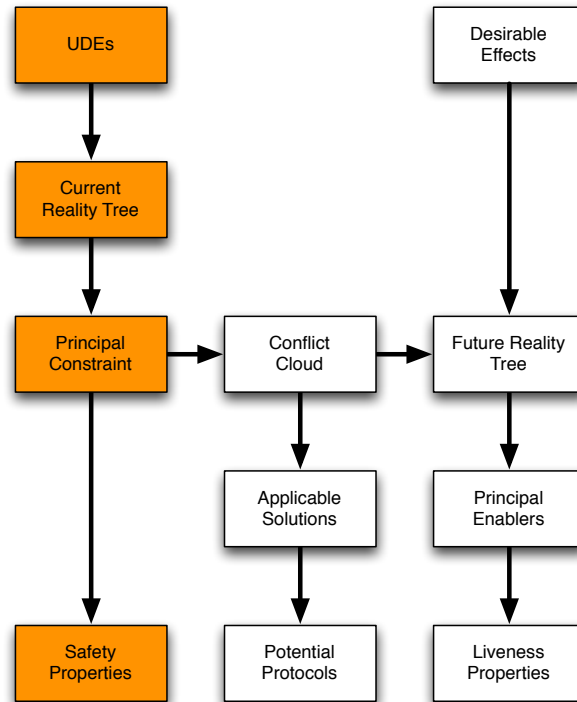 UDEs
Desirable
Effects
Current
Reality Tree
Principal
Constraint
Conflict
Cloud
Future Reality
Tree
Applicable
Solutions
Principal
Enablers
Safety
Properties
Potential
Protocols
Liveness
Properties